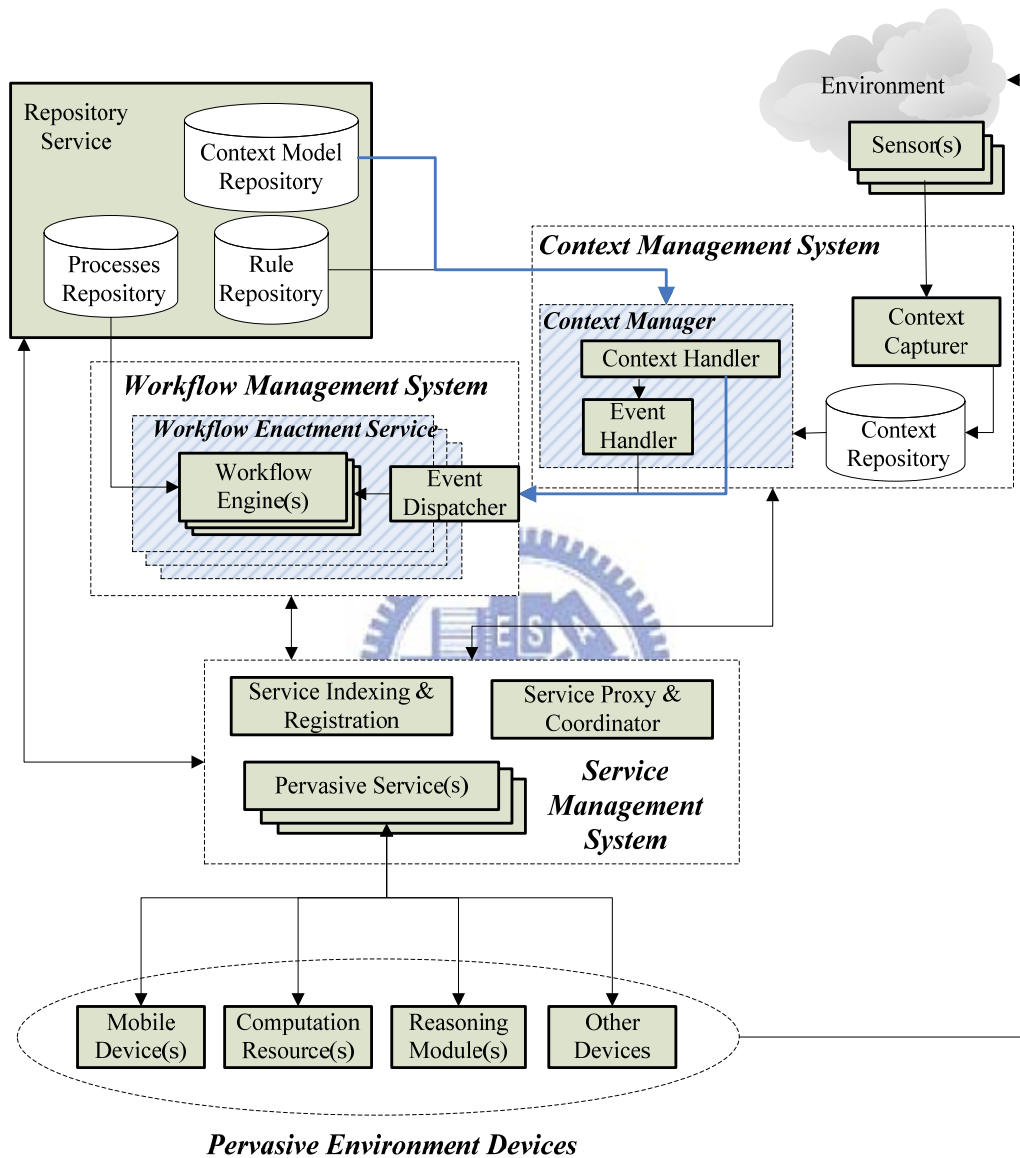 Environment
Sensor(s)
Repository
Service
Context Model
Repository
Processes
Repository
Rule
Repository
Context Management System
Context Manager
Context Handler
Event
Handler
Context
Capturer
Context
Repository
Workflow Management System
Workflow Enactment Service
Workflow
Engine(s)
Event
Dispatcher
E S A
Service Indexing &
Registration
Service Proxy &
Coordinator
Pervasive Service(s)
Service
Management
System
Mobile
Device(s)
Computation
Resource(s)
Reasoning
Module(s)
Other
Devices
Pervasive Environment Devices